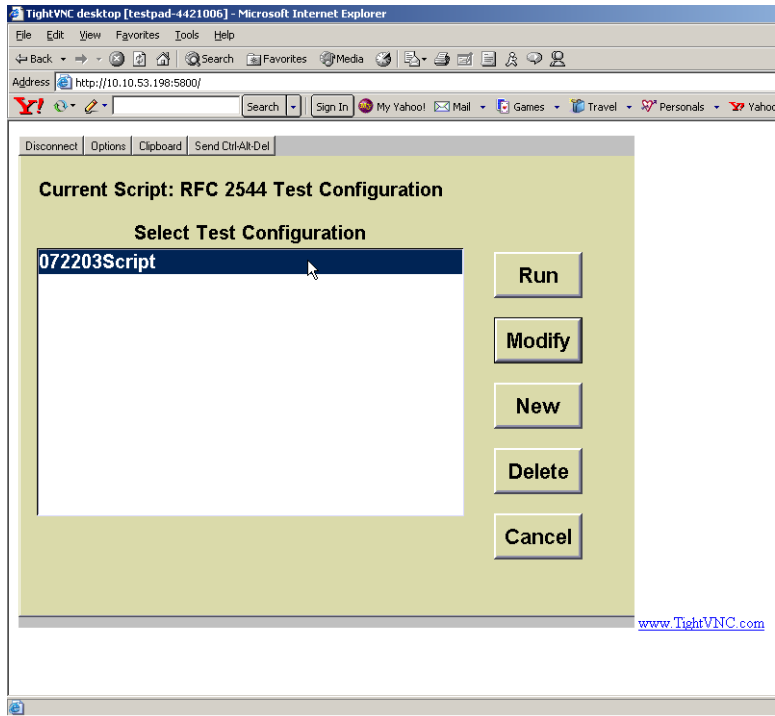 TightVNC desktop [testpad-4421006] - Microsoft Internet Explorer
File Edit View Favorites Tools Help
Back Search Favorites Media
Address http://10.10.53.198:5800/
Y! Search Sign In My Yahoo! Mail Games Travel Personals Yahoo
Disconnect Options Clipboard Send Ctrl-Alt-Del
Current Script: RFC 2544 Test Configuration
Select Test Configuration
072203Script
Run
Modify
New
Delete
Cancel
www.TightVNC.com